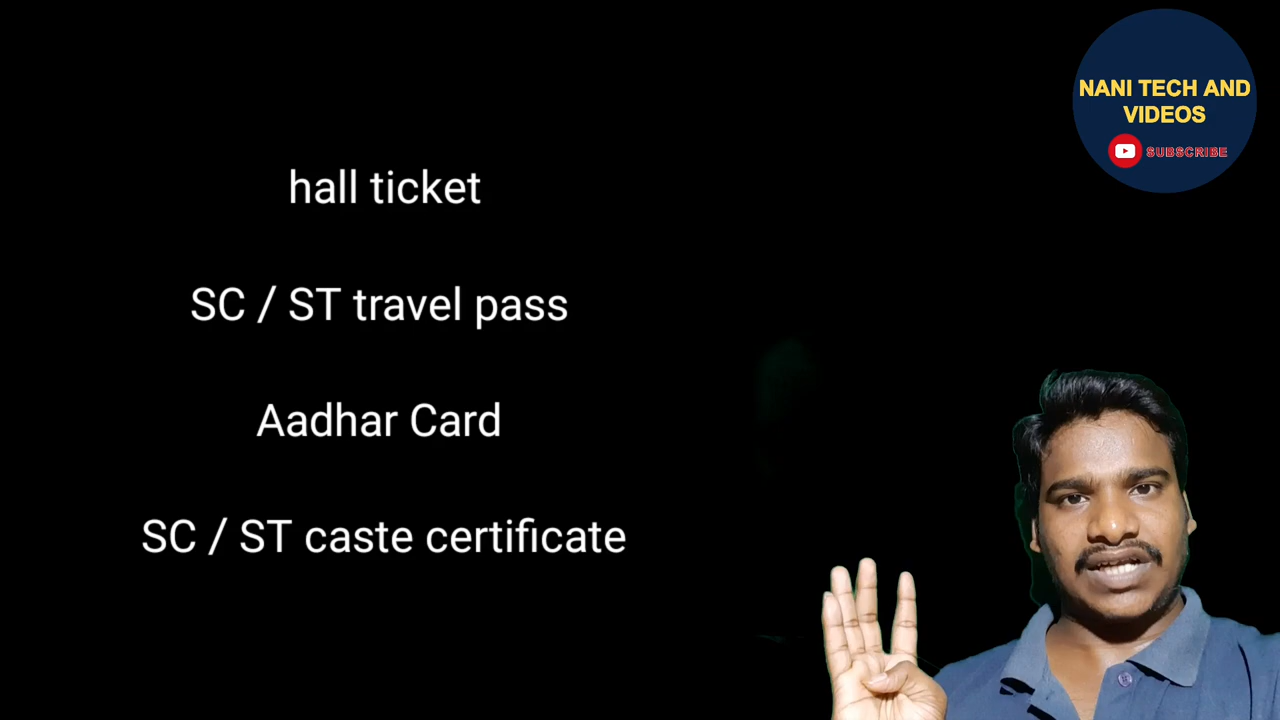 hall ticket
SC / ST travel pass
Aadhar Card
SC / ST caste certificate
NANI TECH AND
VIDEOS
SUBSCRIBE